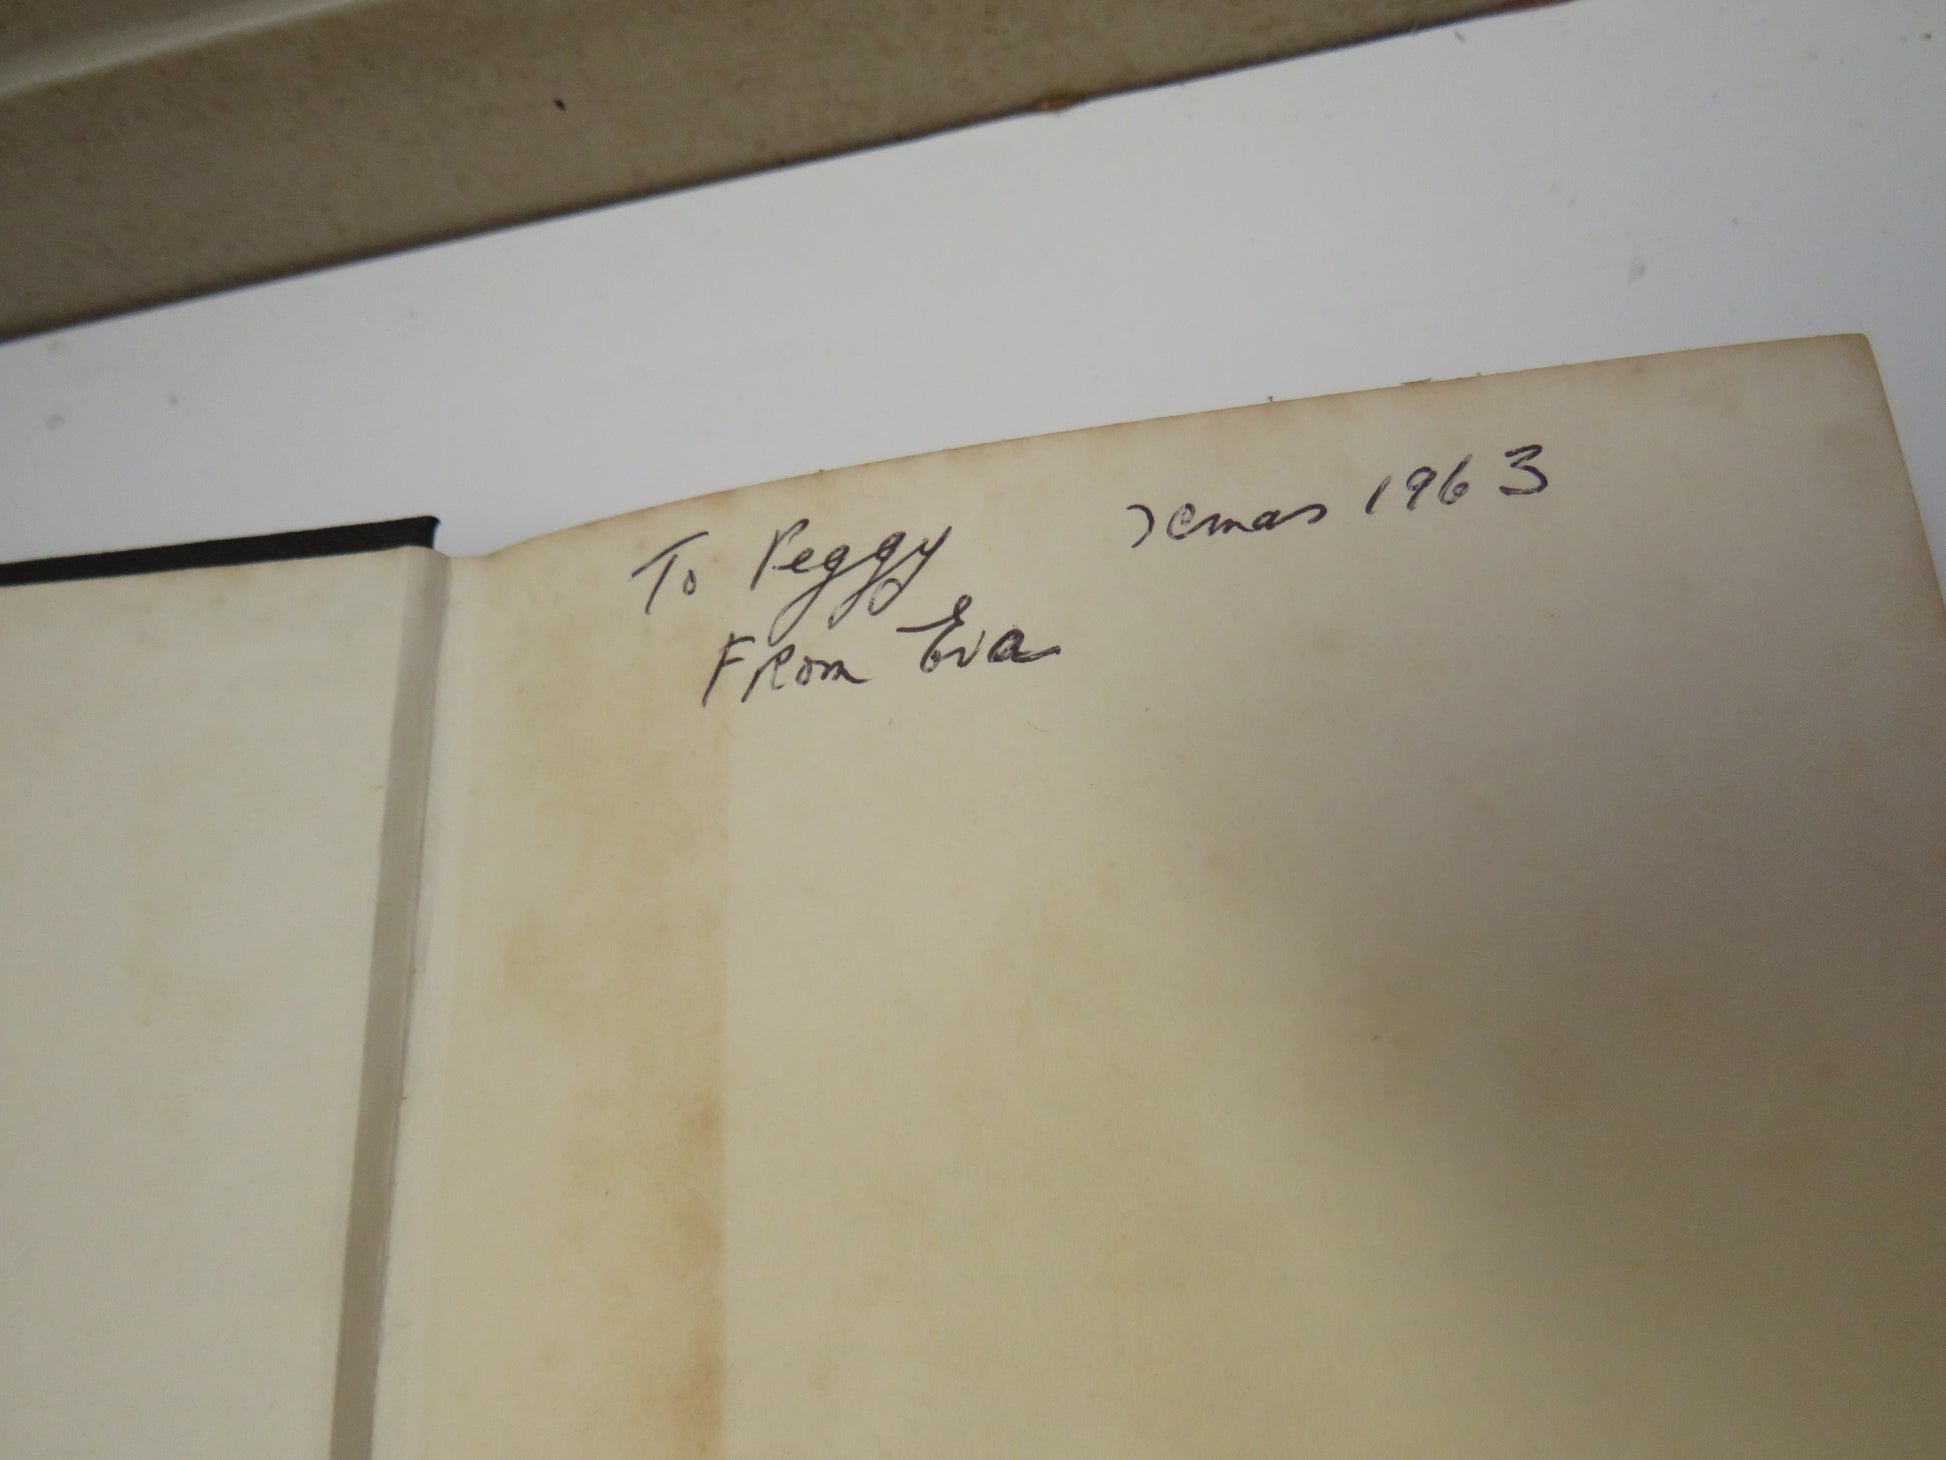 To Peggy Xmas 1963
From Eva